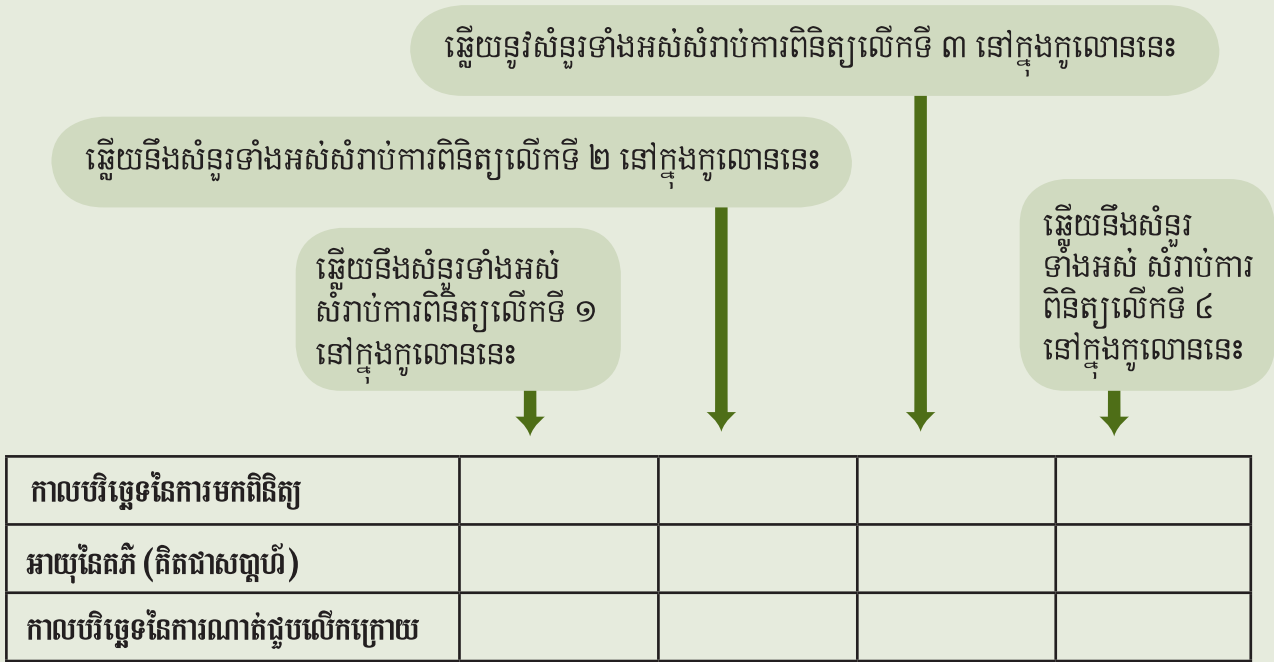 ឆ្លើយនូវសំនួរទាំងអស់សំរាប់ការពិនិត្យលើកទី ៣ នៅក្នុងកូលោននេះ
ឆ្លើយនឹងសំនួរទាំងអស់សំរាប់ការពិនិត្យលើកទី ២ នៅក្នុងកូលោននេះ
ឆ្លើយនឹងសំនួរទាំងអស់
សំរាប់ការពិនិត្យលើកទី ១
នៅក្នុងកូលោននេះ
ឆ្លើយនឹងសំនួរ
ទាំងអស់ សំរាប់ការ
ពិនិត្យលើកទី ៤
នៅក្នុងកូលោននេះ
កាលបរិច្ឆេទនៃការមកពិនិត្យ
អាយុនៃគភ៌ (គិតជាសប្តាហ៍)
កាលបរិច្ឆេទនៃការណាត់ជួបលើកក្រោយ